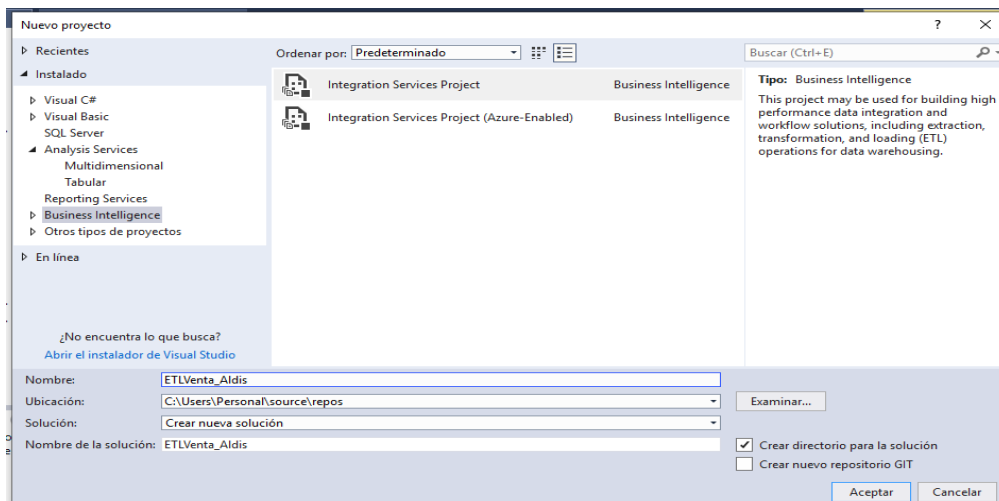 Nuevo proyecto ? ×
Recientes
Ordenar por: Predeterminado
Buscar (Ctrl+E)
Instalado
Visual C#
Visual Basic
SQL Server
Analysis Services
Multidimensional
Tabular
Reporting Services
Business Intelligence
Otros tipos de proyectos
En línea
¿No encuentra lo que busca?
Abrir el instalador de Visual Studio
Integration Services Project Business Intelligence
Integration Services Project (Azure-Enabled) Business Intelligence
Tipo: Business Intelligence
This project may be used for building high
performance data integration and
workflow solutions, including extraction,
transformation, and loading (ETL)
operations for data warehousing.
Nombre: ETLVenta_Aldis
Ubicación: C:\Users\Personal\source\repos Examinar...
Solución: Crear nueva solución
Nombre de la solución: ETLVenta_Aldis
Crear directorio para la solución
Crear nuevo repositorio GIT
Aceptar Cancelar